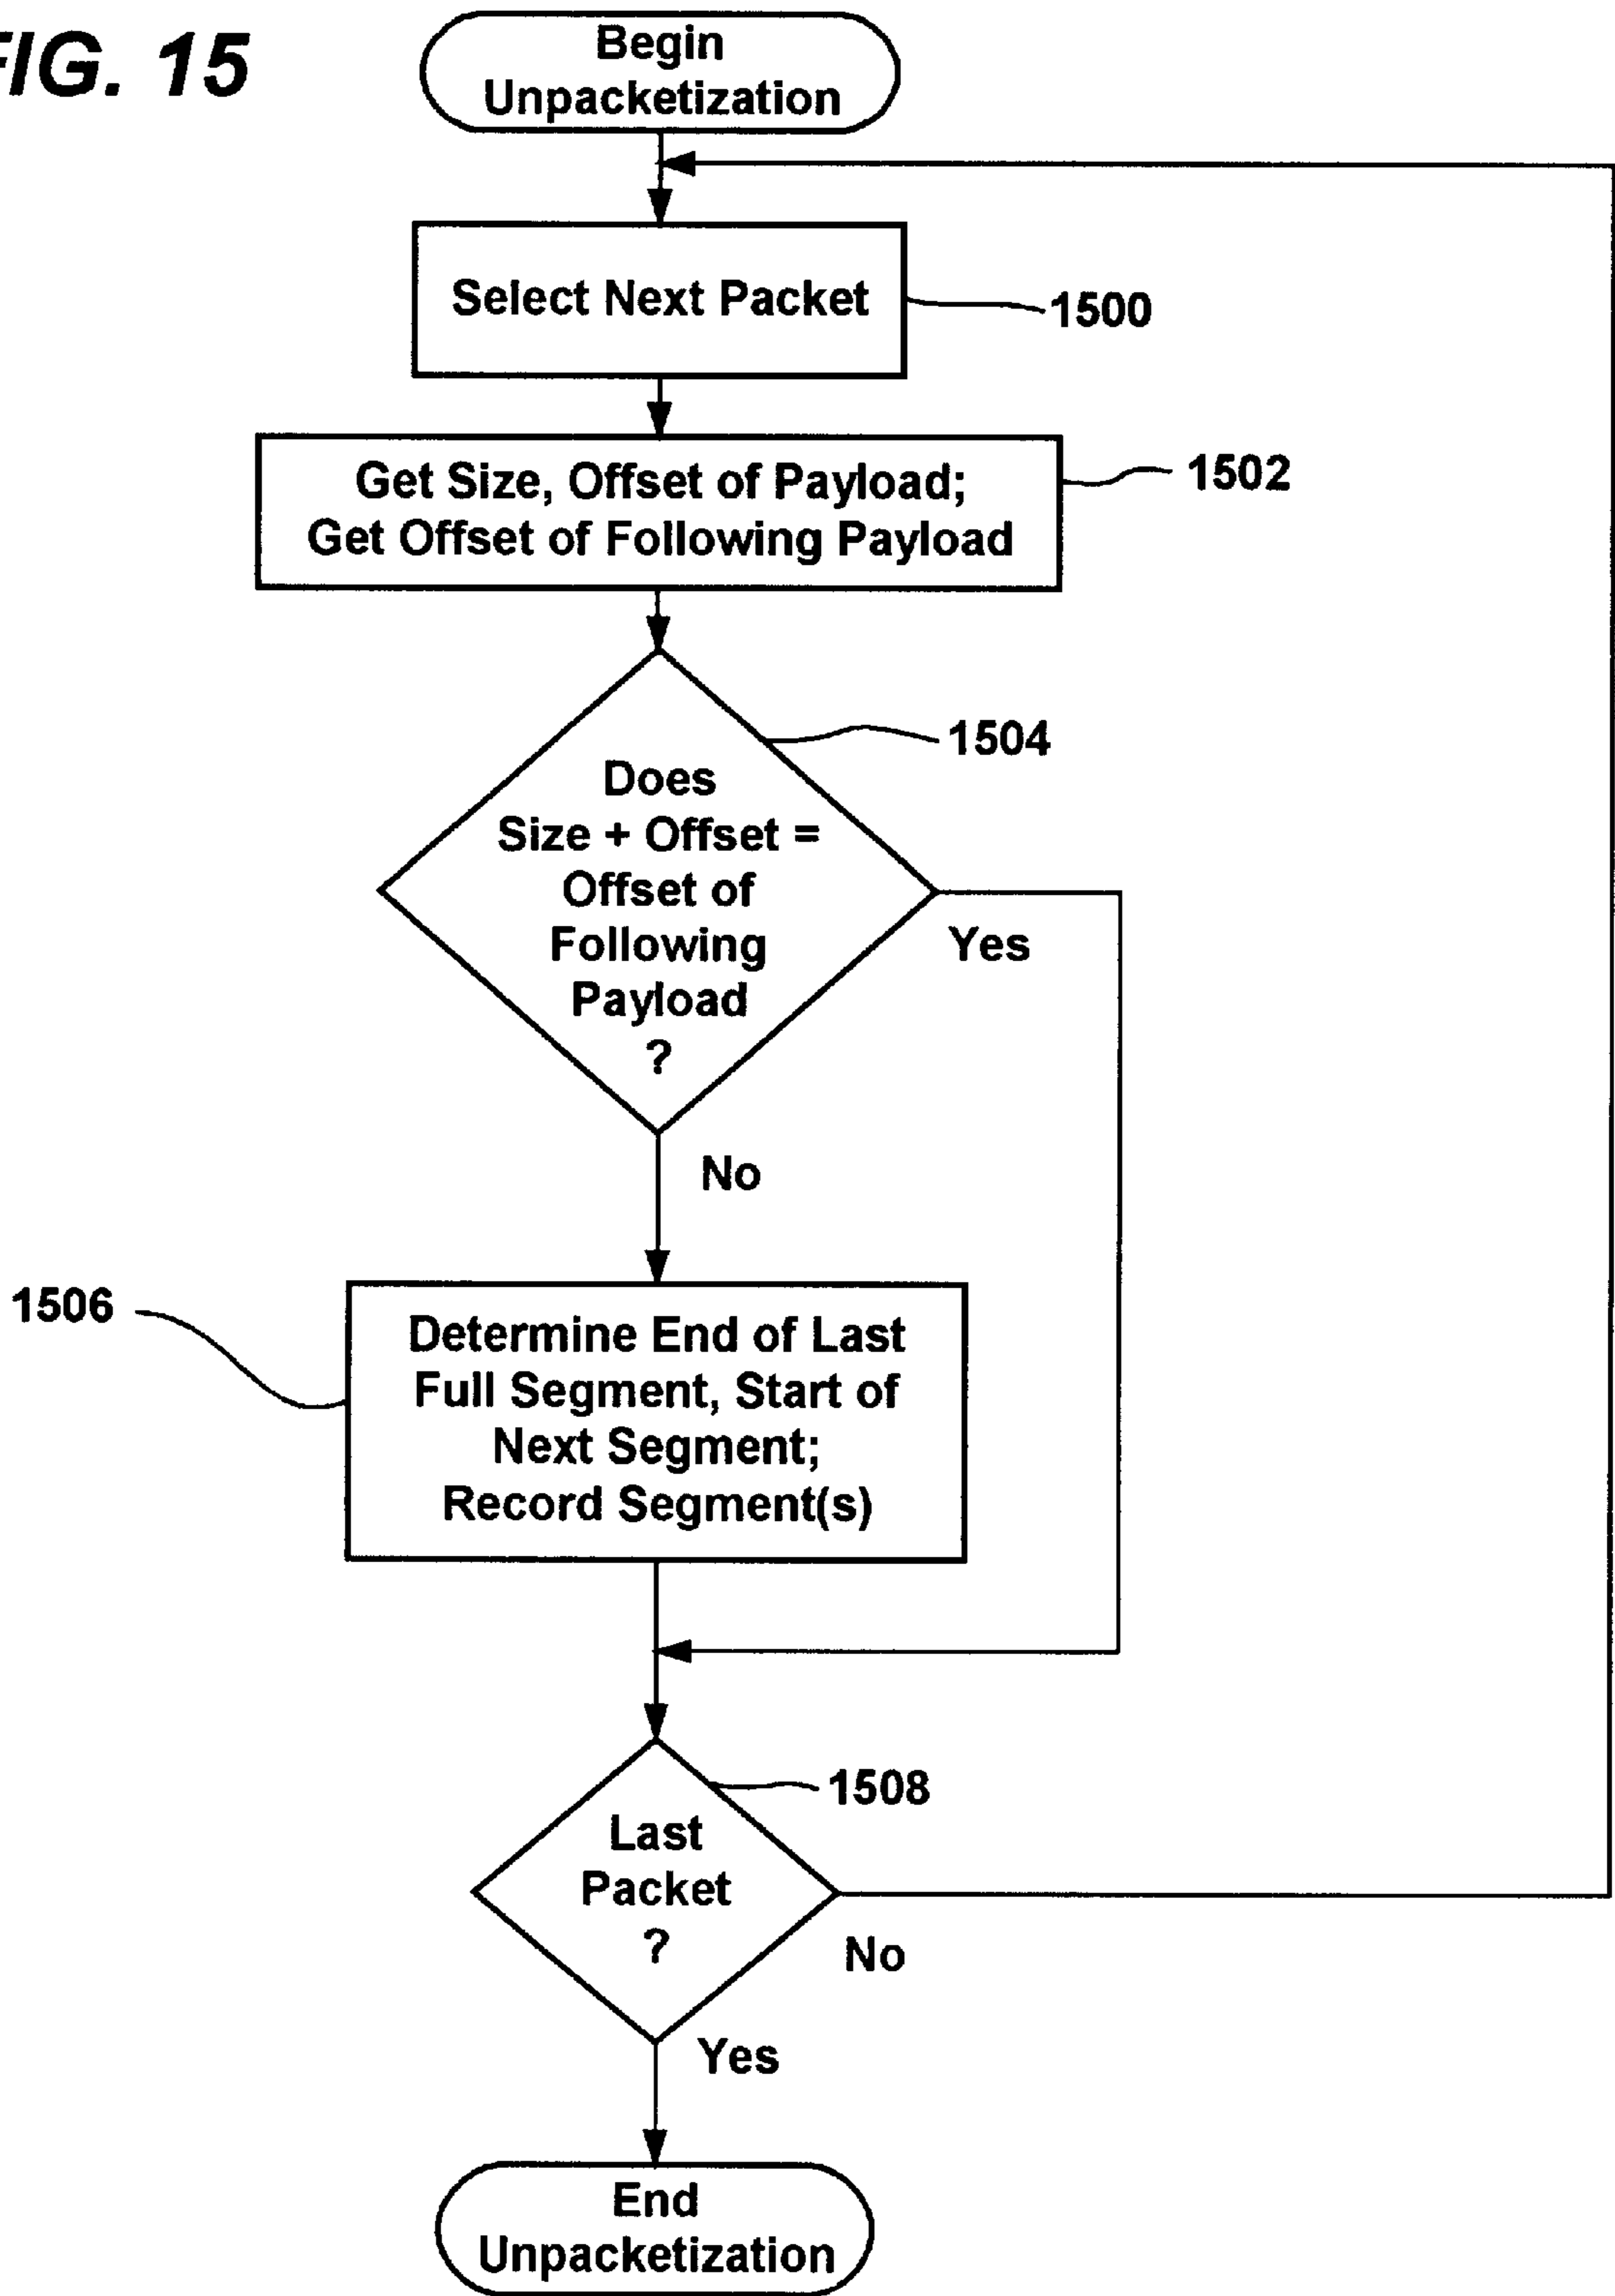 FIG. 15
Begin
Unpacketization
Select Next Packet
1500
Get Size, Offset of Payload;
Get Offset of Following Payload
1502
1504
Does
Size + Offset =
Offset of
Following
Payload
?
Yes
No
1506
Determine End of Last
Full Segment, Start of
Next Segment;
Record Segment(s)
1508
Last
Packet
?
No
Yes
End
Unpacketization